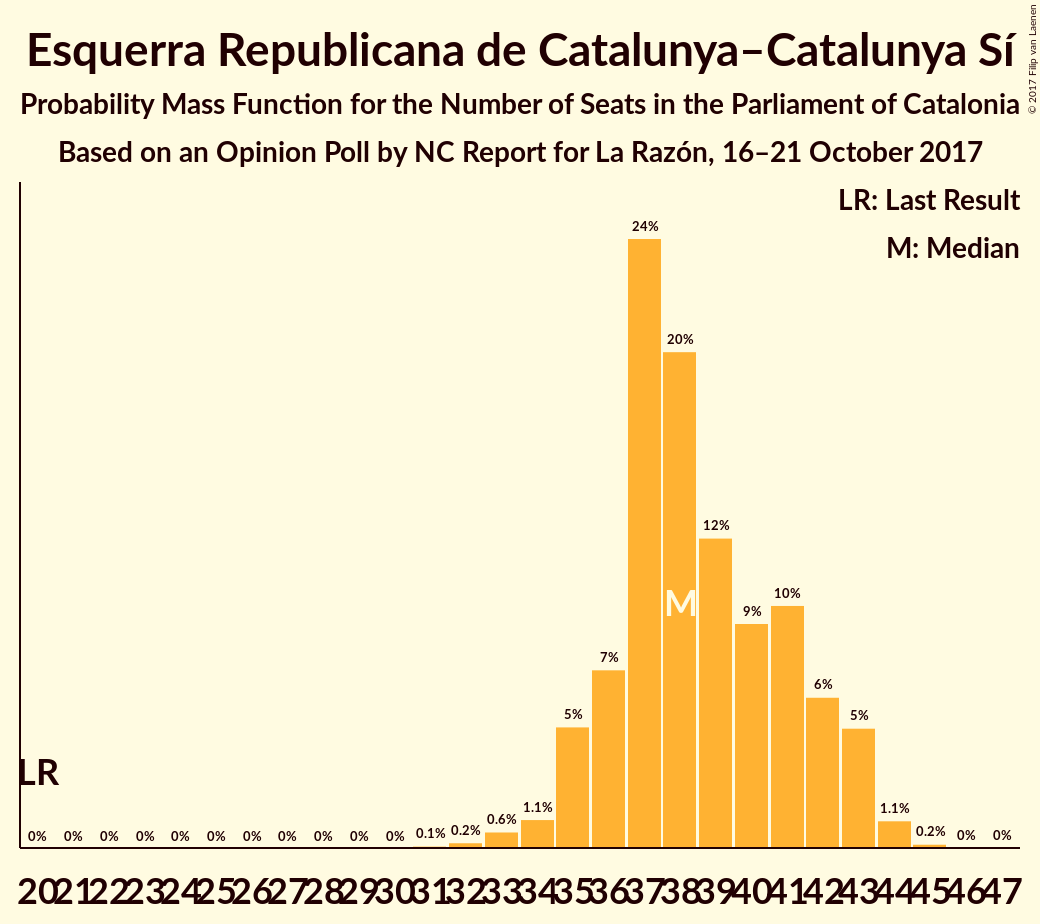 Esquerra Republicana de Catalunya–Catalunya Sí
Probability Mass Function for the Number of Seats in the Parliament of Catalonia
Based on an Opinion Poll by NC Report for La Razón, 16–21 October 2017
© 2017 Filip van Laenen
LR: Last Result
M: Median
24%
20%
12%
10%
9%
M
7%
6%
5%
5%
LR
1.1%
1.1%
0.6%
0% 0% 0% 0% 0% 0% 0% 0% 0% 0% 0% 0.1% 0.2% 0.2% 0% 0%
20 21 22 23 24 25 26 27 28 29 30 31 32 33 34 35 36 37 38 39 40 41 42 43 44 45 46 47